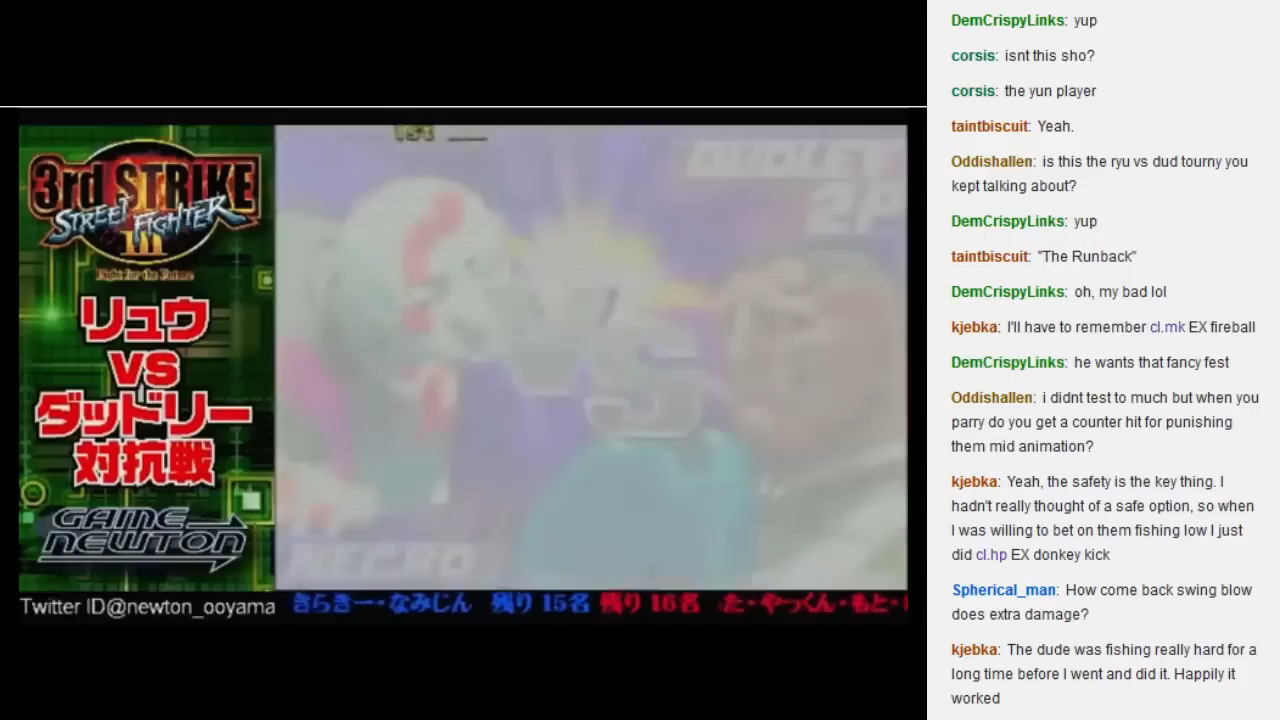 3rd STRIKE
STREET FIGHTER
III
Fight for the Future
リュウ
vs
ダッドリー
対抗戦
GAME
NEWTON
Twitter ID@newton_ooyama
DUDLEY
2P
VS
NECRO
きらきー・なみじん 残り 15名 残り 16名 た・やっくん・もと・
DemCrispyLinks: yup
corsis: isnt this sho?
corsis: the yun player
taintbiscuit: Yeah.
Oddishallen: is this the ryu vs dud tourny you
kept talking about?
DemCrispyLinks: yup
taintbiscuit: "The Runback"
DemCrispyLinks: oh, my bad lol
kjebka: I'll have to remember cl.mk EX fireball
DemCrispyLinks: he wants that fancy fest
Oddishallen: i didnt test to much but when you
parry do you get a counter hit for punishing
them mid animation?
kjebka: Yeah, the safety is the key thing. I
hadn't really thought of a safe option, so when
I was willing to bet on them fishing low I just
did cl.hp EX donkey kick
Spherical_man: How come back swing blow
does extra damage?
kjebka: The dude was fishing really hard for a
long time before I went and did it. Happily it
worked